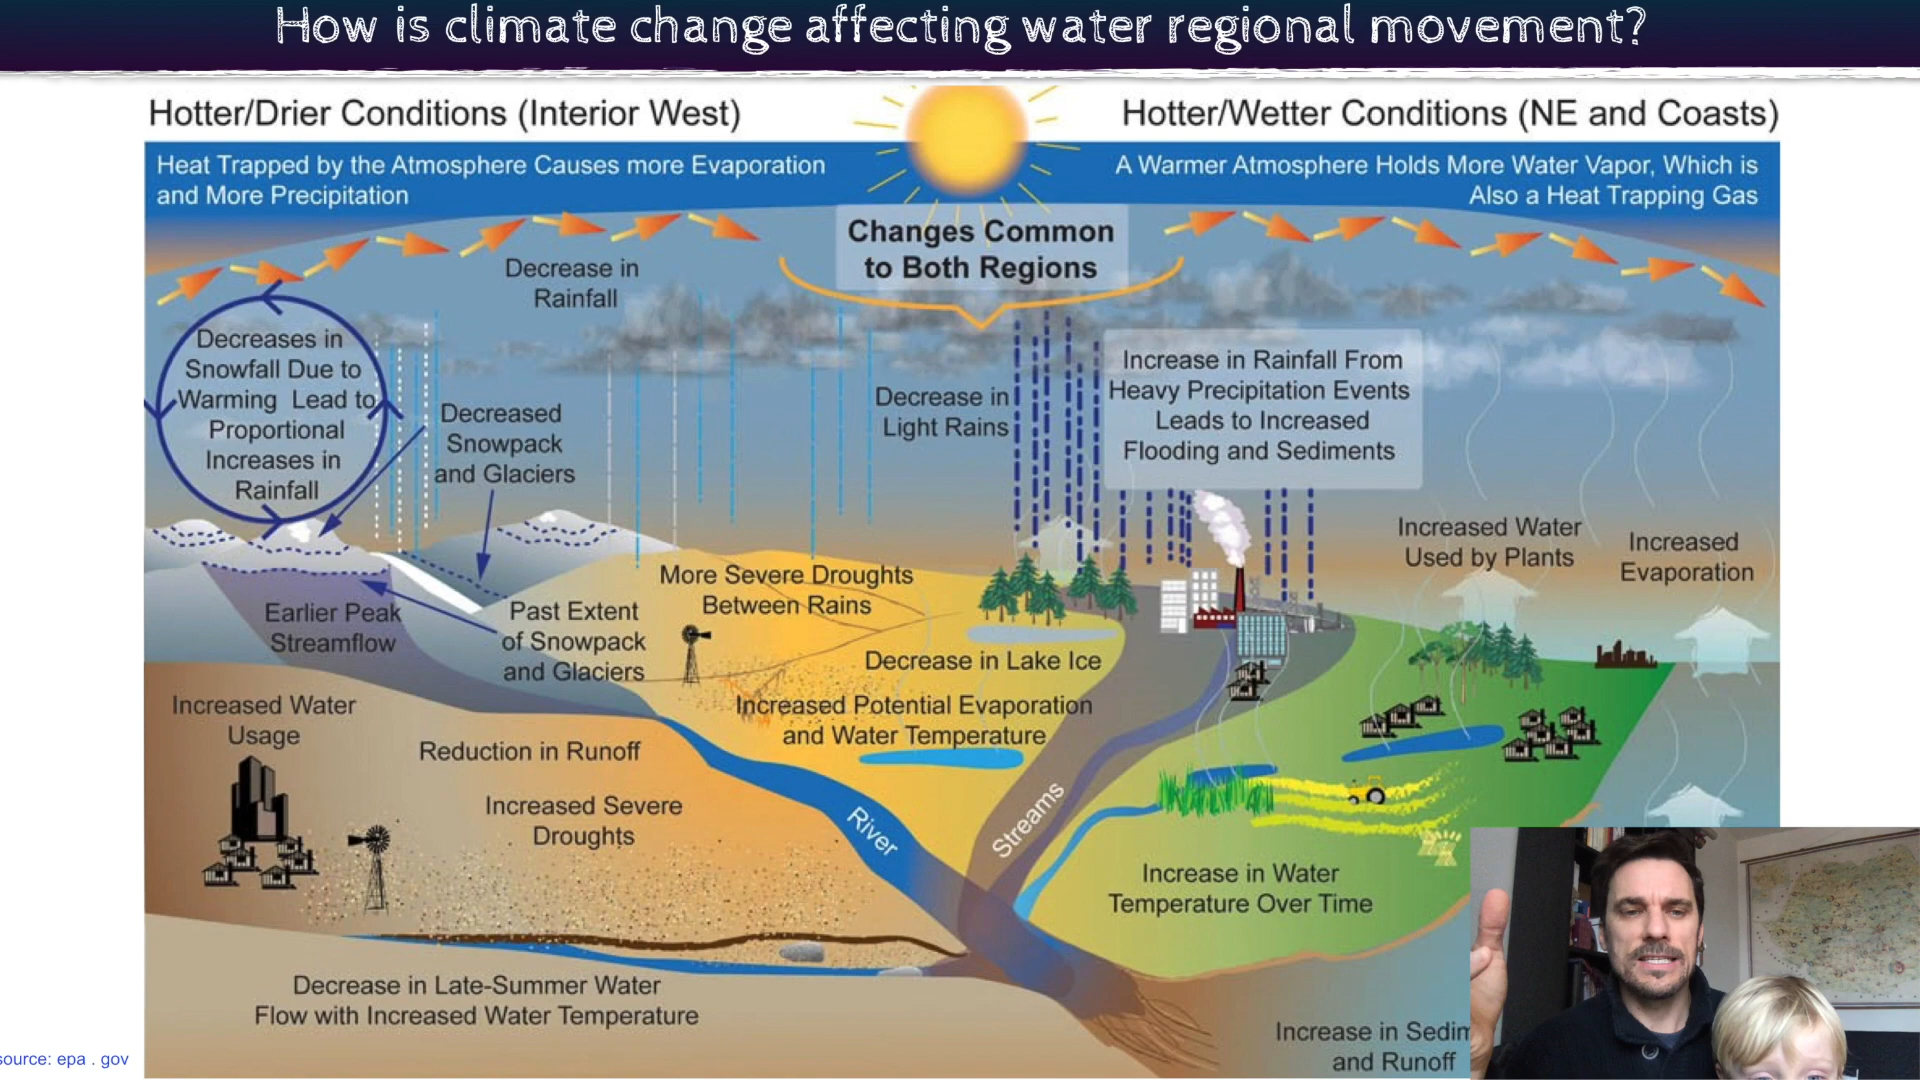 How is climate change affecting water regional movement?
Hotter/Drier Conditions (Interior West)
Hotter/Wetter Conditions (NE and Coasts)
Heat Trapped by the Atmosphere Causes more Evaporation
and More Precipitation
A Warmer Atmosphere Holds More Water Vapor, Which is
Also a Heat Trapping Gas
Changes Common
to Both Regions
Decrease in
Rainfall
Decreases in
Snowfall Due to
Warming Lead to
Proportional
Increases in
Rainfall
Decreased
Snowpack
and Glaciers
Decrease in
Light Rains
Increase in Rainfall From
Heavy Precipitation Events
Leads to Increased
Flooding and Sediments
Increased Water
Used by Plants
Increased
Evaporation
Earlier Peak
Streamflow
Past Extent
of Snowpack
and Glaciers
More Severe Droughts
Between Rains
Decrease in Lake Ice
Increased Potential Evaporation
and Water Temperature
Increased Water
Usage
Reduction in Runoff
Increased Severe
Droughts
River
Streams
Increase in Water
Temperature Over Time
Decrease in Late-Summer Water
Flow with Increased Water Temperature
Increase in Sedim
and Runoff
source: epa . gov